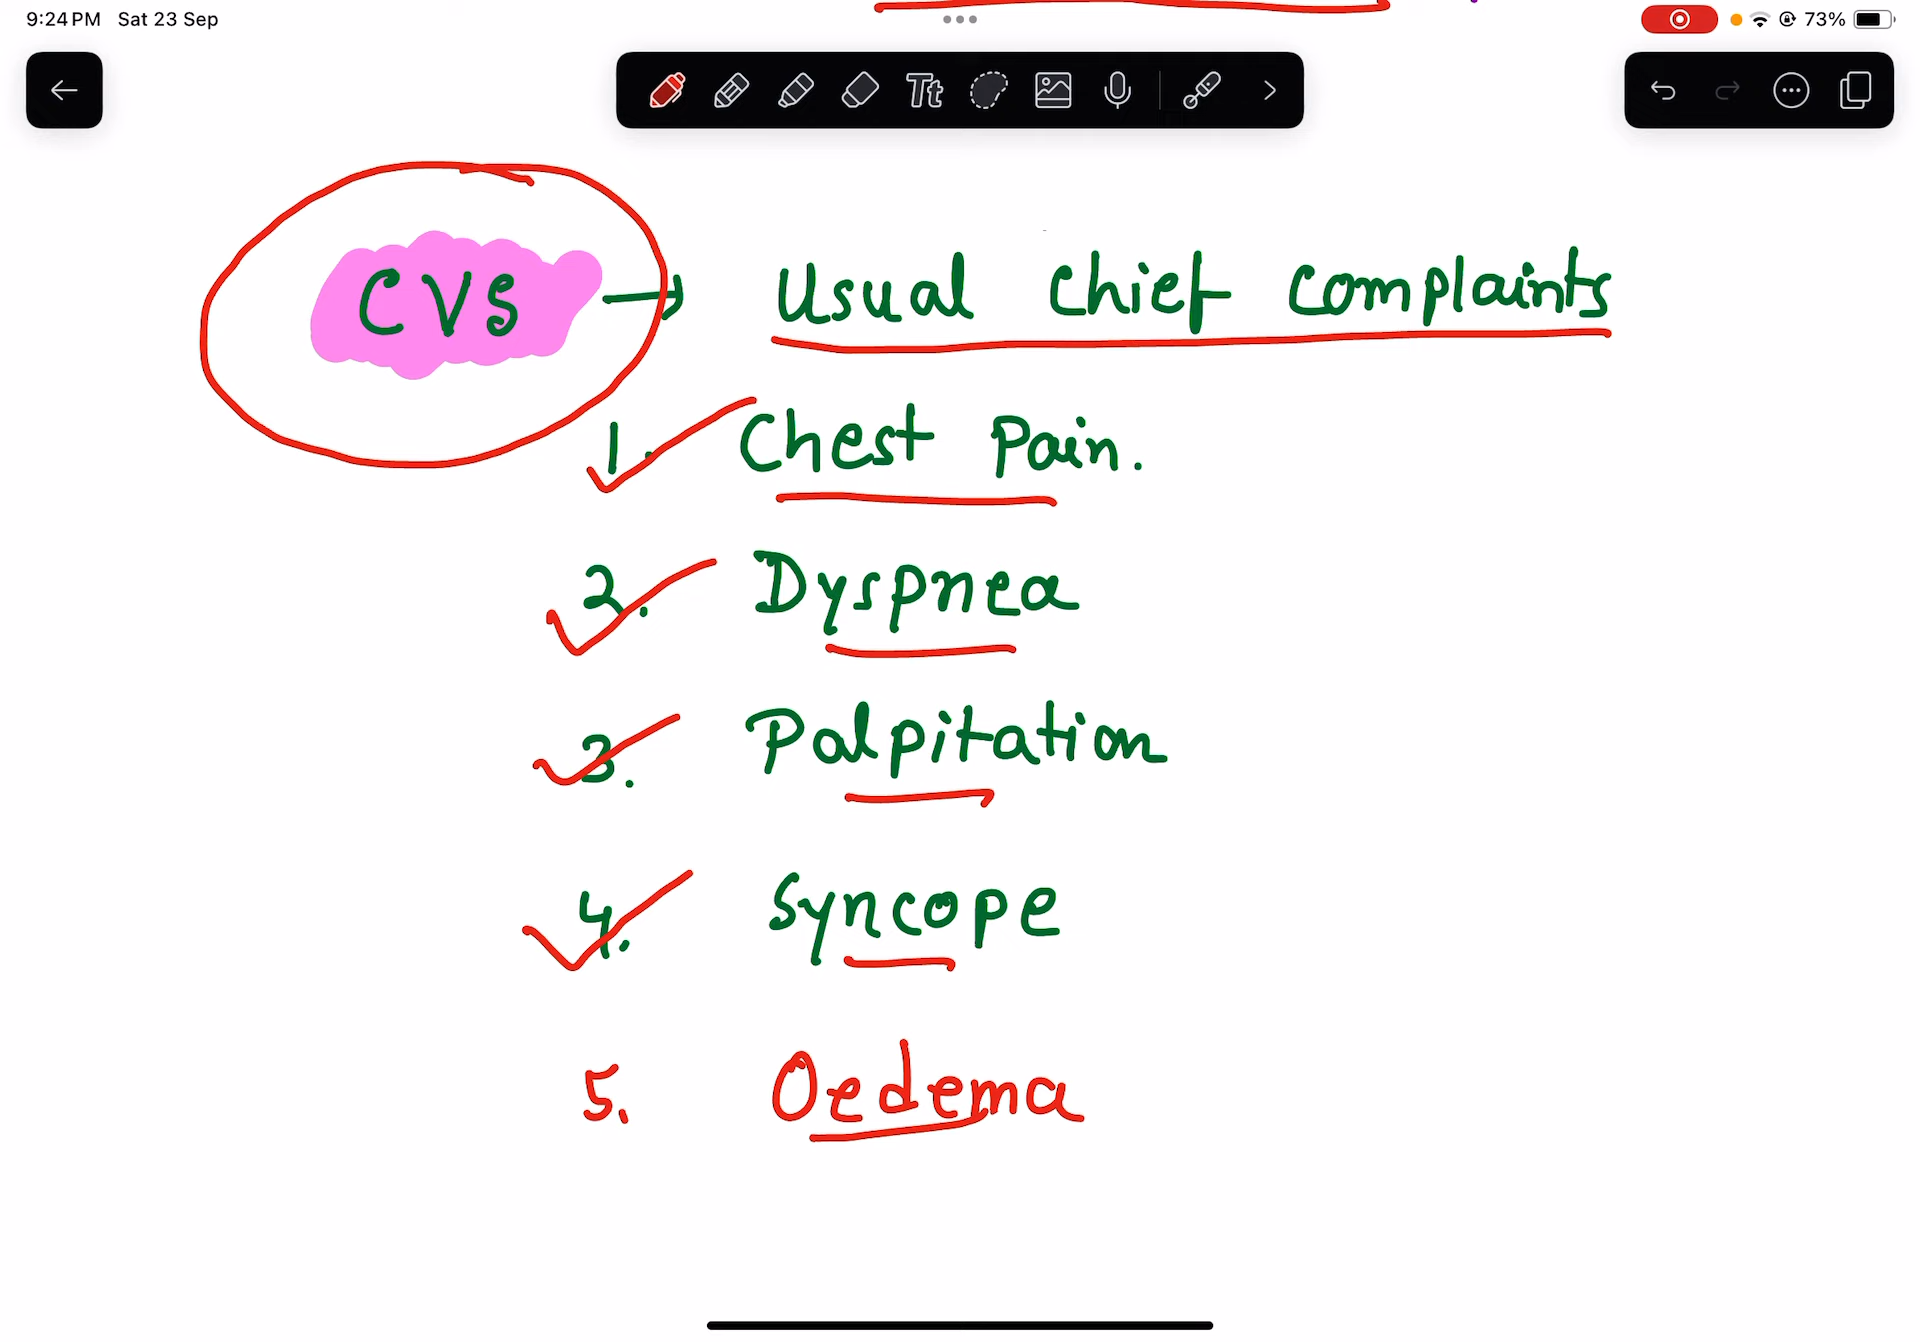 9:24 PM Sat 23 Sep
73%
Tt
CVS → Usual Chief Complaints
1. Chest Pain.
2. Dyspnea
3. Palpitation
4. Syncope
5. Oedema